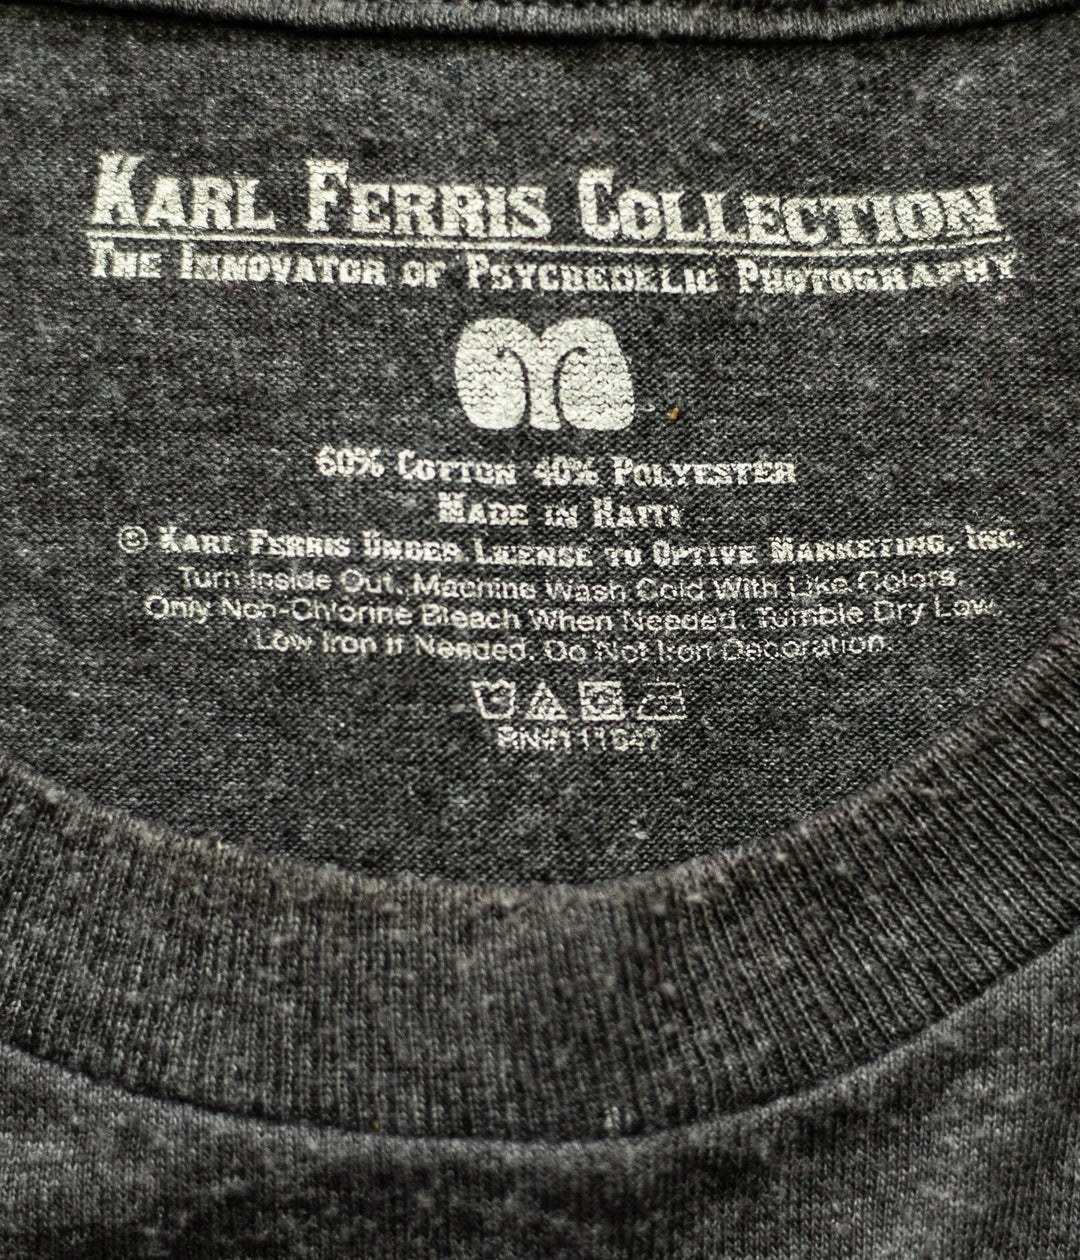 KARL FERRIS COLLECTION
THE INNOVATOR OF PSYCHEDELIC PHOTOGRAPHY
60% COTTON 40% POLYESTER
MADE IN HAITI
© KARL FERRIS UNDER LICENSE TO OPTIVE MARKETING, INC.
Turn Inside Out. Machine Wash Cold With Like Colors.
Only Non-Chlorine Bleach When Needed. Tumble Dry Low.
Low Iron If Needed. Do Not Iron Decoration.